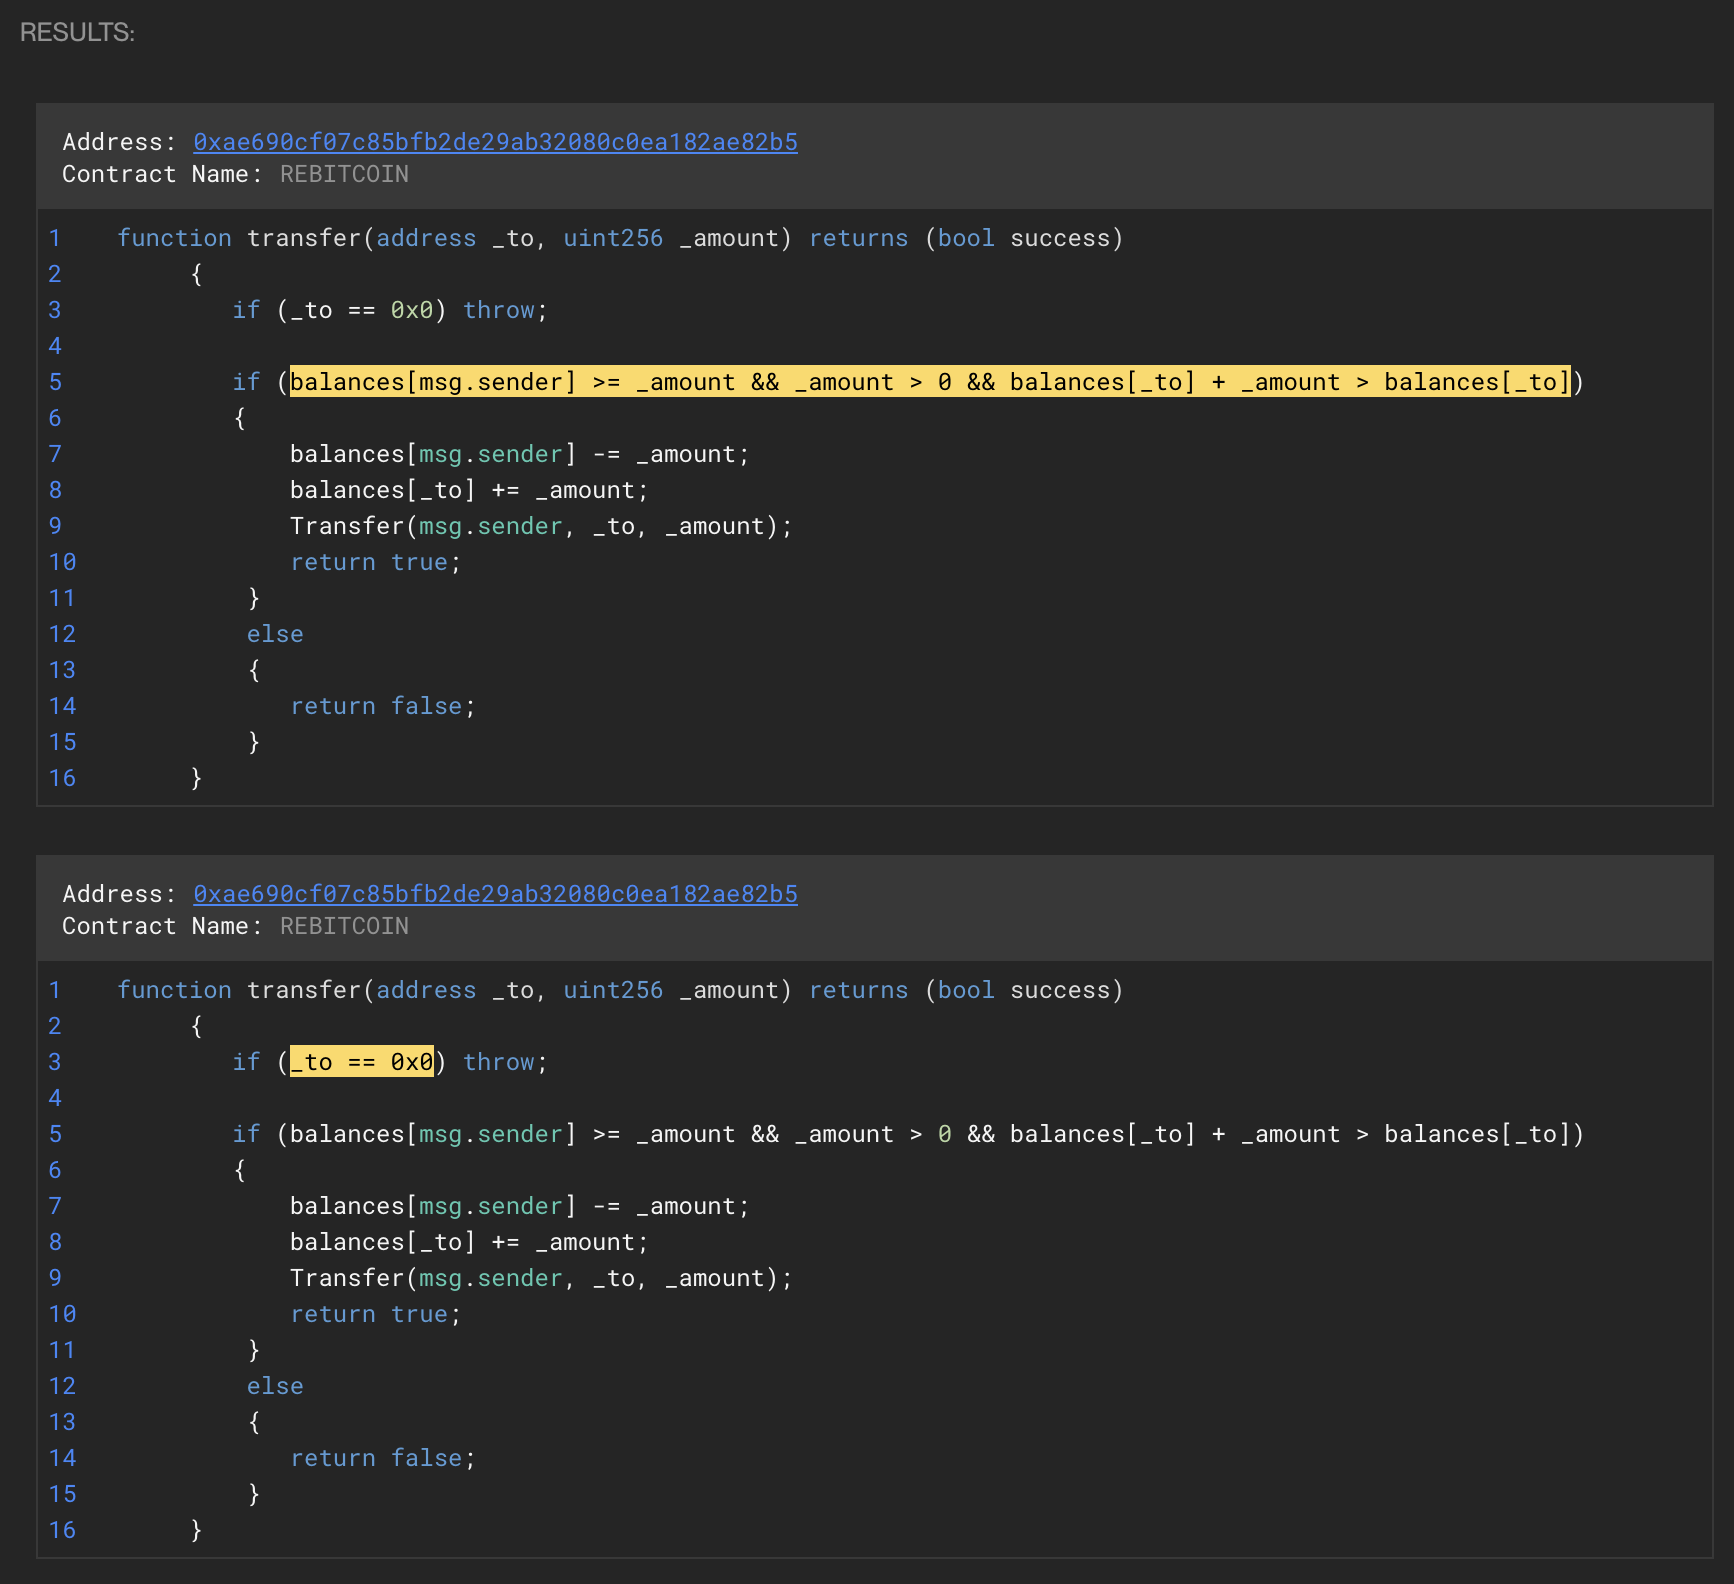 RESULTS:
Address: 0xae690cf07c85bfb2de29ab32080c0ea182ae82b5
Contract Name: REBITCOIN
1 function transfer(address _to, uint256 _amount) returns (bool success)
2 {
3 if (_to == 0x0) throw;
4
5 if (balances[msg.sender] >= _amount && _amount > 0 && balances[_to] + _amount > balances[_to])
6 {
7 balances[msg.sender] -= _amount;
8 balances[_to] += _amount;
9 Transfer(msg.sender, _to, _amount);
10 return true;
11 }
12 else
13 {
14 return false;
15 }
16 }
Address: 0xae690cf07c85bfb2de29ab32080c0ea182ae82b5
Contract Name: REBITCOIN
1 function transfer(address _to, uint256 _amount) returns (bool success)
2 {
3 if (_to == 0x0) throw;
4
5 if (balances[msg.sender] >= _amount && _amount > 0 && balances[_to] + _amount > balances[_to])
6 {
7 balances[msg.sender] -= _amount;
8 balances[_to] += _amount;
9 Transfer(msg.sender, _to, _amount);
10 return true;
11 }
12 else
13 {
14 return false;
15 }
16 }